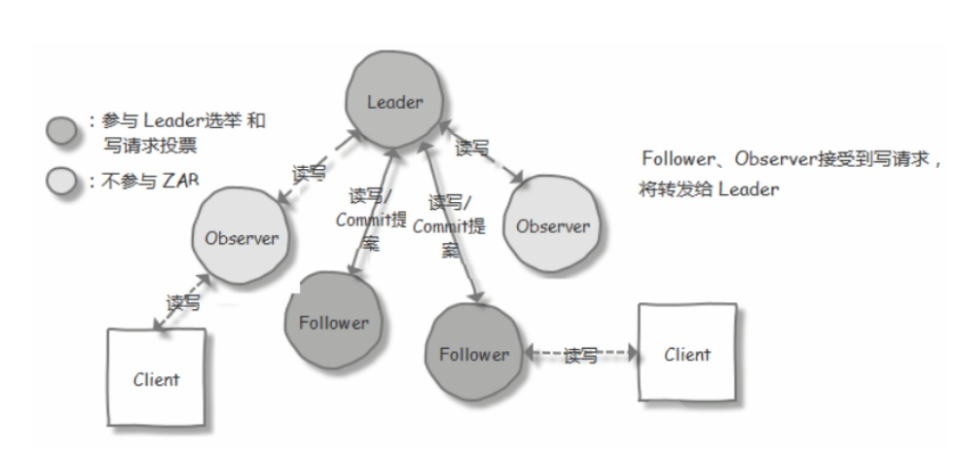 Leader
：参与 Leader选举 和
写请求投票
：不参与 ZAB
读写
读写
Follower、Observer接受到写请求，
将转发给 Leader
读写/
Commit提
案
读写/
Commit提
案
Observer
Observer
读写
Follower
Follower
读写
Client
Client